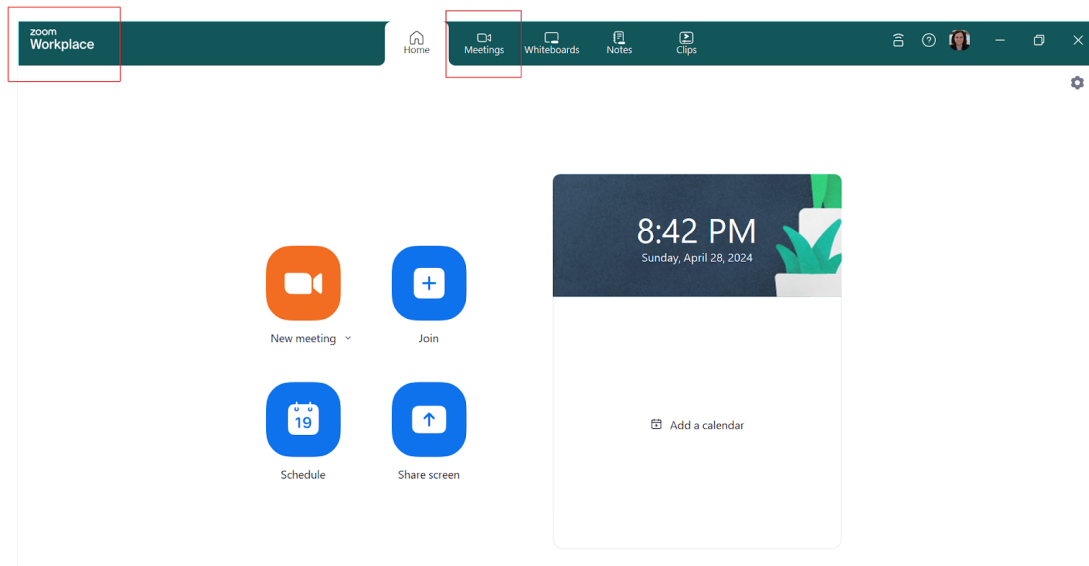 zoom
Workplace
Home
Meetings
Whiteboards
Notes
Clips
8:42 PM
Sunday, April 28, 2024
New meeting
Join
19
Schedule
Share screen
Add a calendar